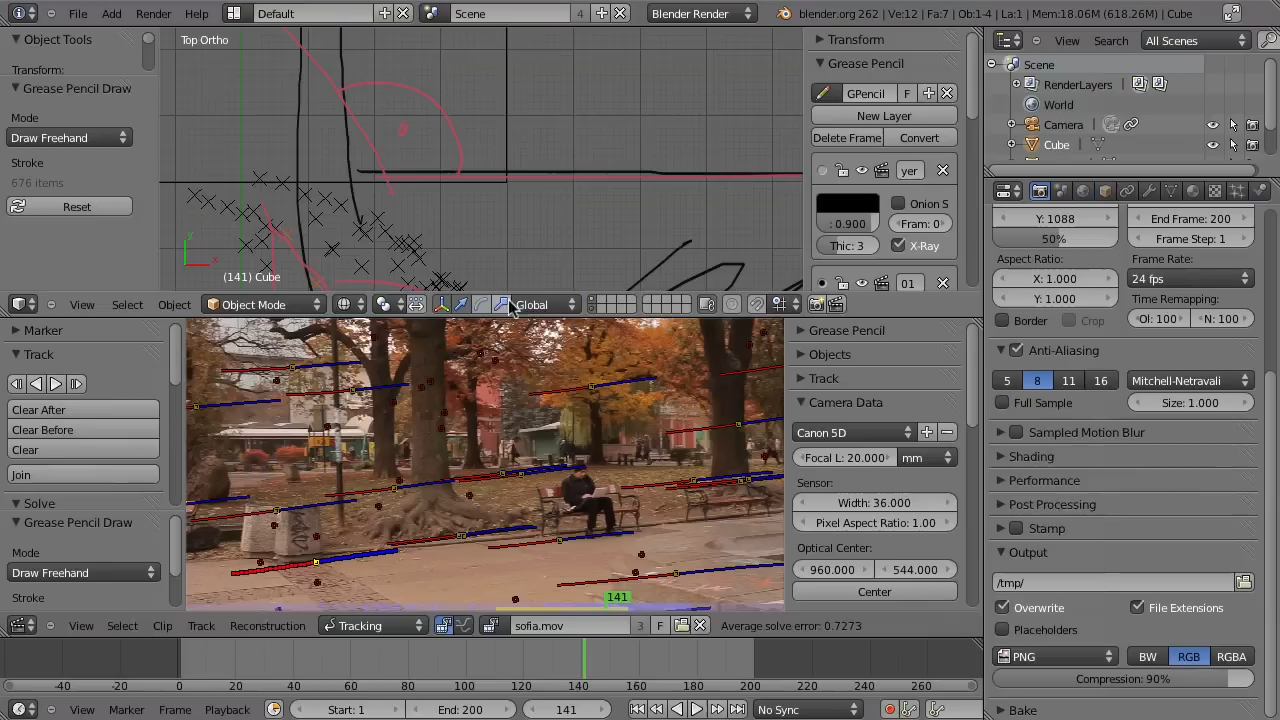 File Add Render Help Default Scene 4 Blender Render blender.org 262 | Ve:12 | Fa:7 | Ob:1-4 | La:1 | Mem:18.06M (618.26M) | Cube
Object Tools
Transform:
Grease Pencil Draw
Mode
Draw Freehand
Stroke
676 items
Reset
Top Ortho
y
x
(141) Cube
Transform
Grease Pencil
GPencil F
New Layer
Delete Frame Convert
yer
Onion S
: 0.900 Fram: 0
Thic: 3 X-Ray
01
View Search All Scenes
Scene
RenderLayers
World
Camera
Cube
View Select Object Object Mode Global
Marker
Track
Clear After
Clear Before
Clear
Join
Solve
Grease Pencil Draw
Mode
Draw Freehand
Stroke
141
Grease Pencil
Objects
Track
Camera Data
Canon 5D
Focal L: 20.000 mm
Sensor:
Width: 36.000
Pixel Aspect Ratio: 1.00
Optical Center:
960.000 544.000
Center
View Select Clip Track Reconstruction Tracking sofia.mov 3 F Average solve error: 0.7273
-40 -20 0 20 40 60 80 100 120 140 160 180 200 220 240 260
View Marker Frame Playback Start: 1 End: 200 141 No Sync
Y: 1088 End Frame: 200
50% Frame Step: 1
Aspect Ratio: Frame Rate:
X: 1.000 24 fps
Y: 1.000 Time Remapping:
Border Crop Ol: 100 N: 100
Anti-Aliasing
5 8 11 16 Mitchell-Netravali
Full Sample Size: 1.000
Sampled Motion Blur
Shading
Performance
Post Processing
Stamp
Output
/tmp/
Overwrite File Extensions
Placeholders
PNG BW RGB RGBA
Compression: 90%
Bake